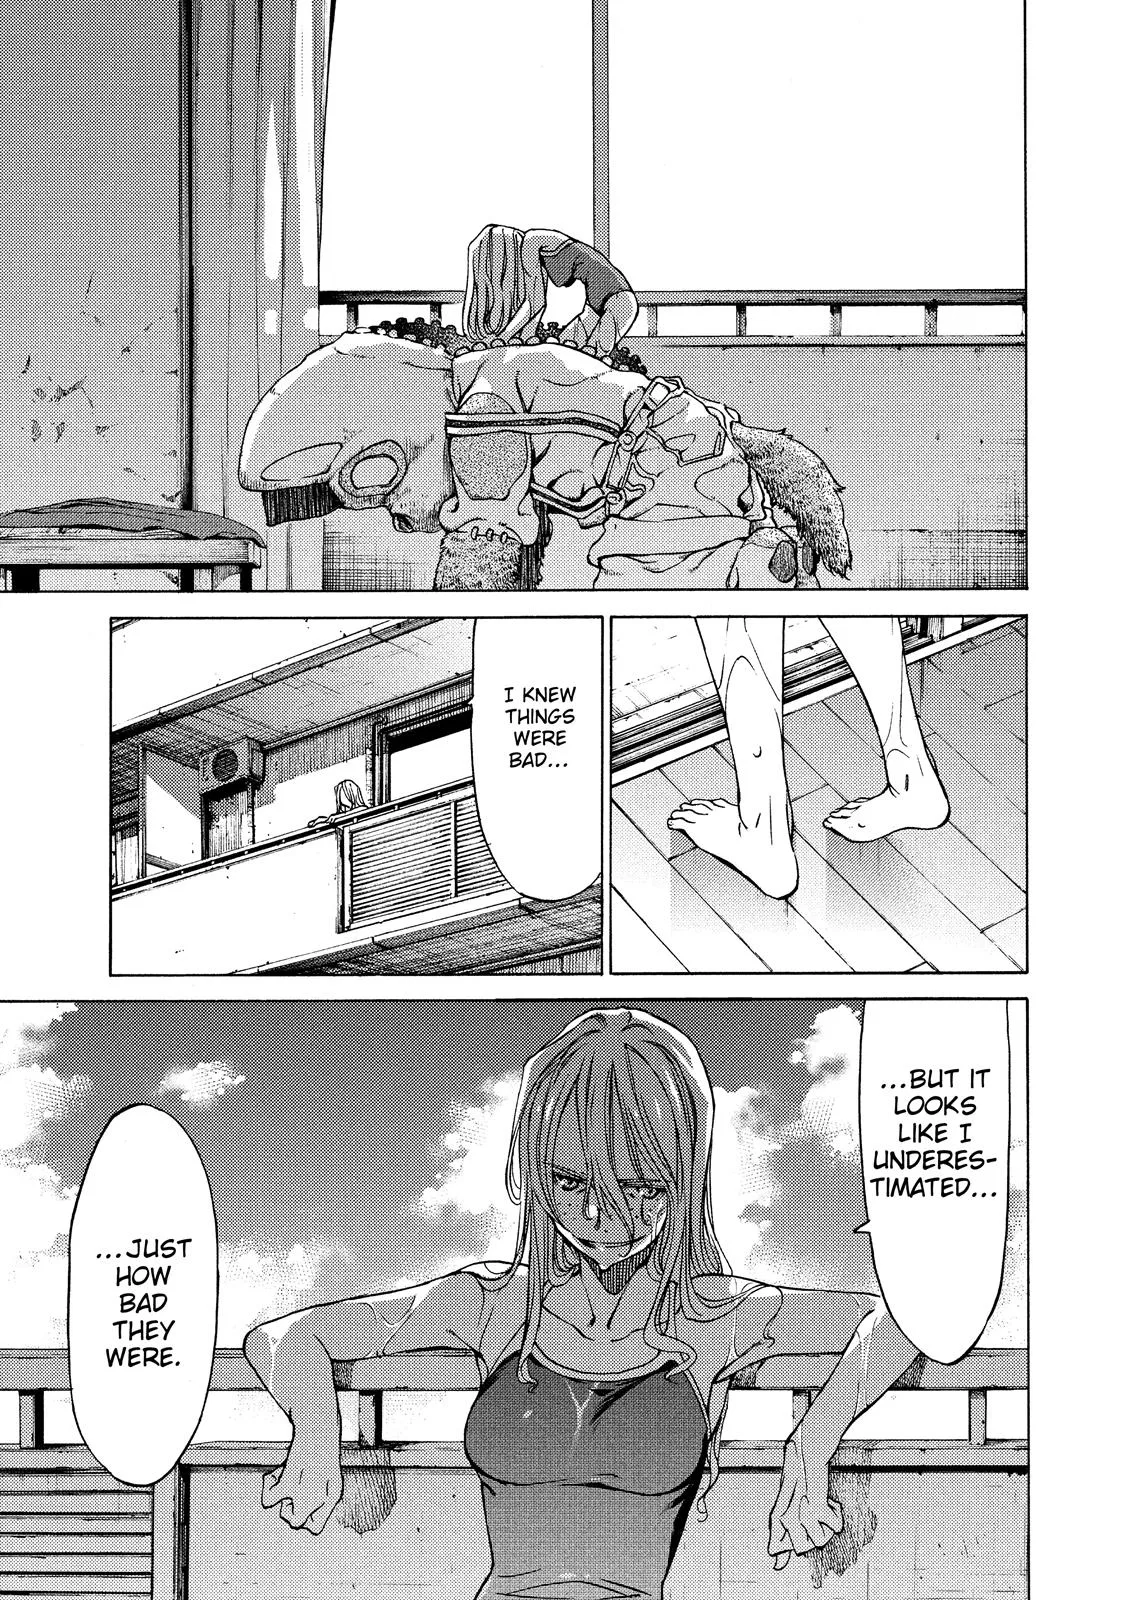 I KNEW
THINGS
WERE
BAD...
...BUT IT
LOOKS
LIKE I
UNDERES-
TIMATED...
...JUST
HOW
BAD
THEY
WERE.